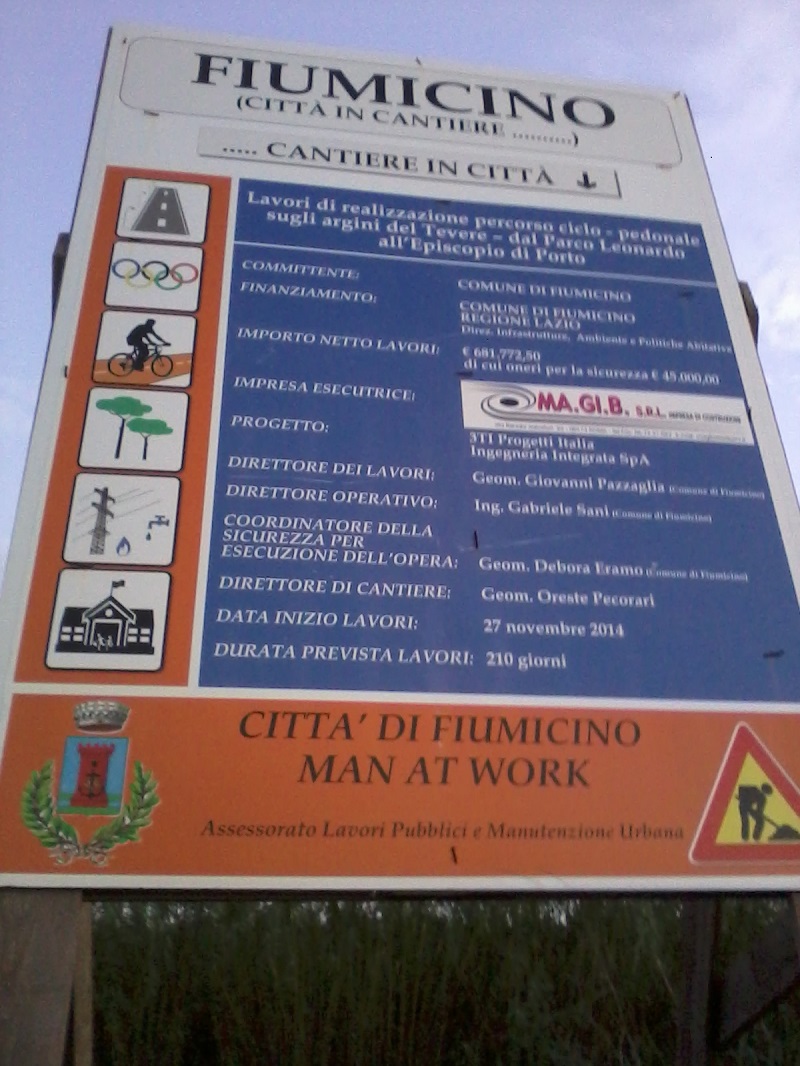 FIUMICINO
(CITTÀ IN CANTIERE ..........)
..... CANTIERE IN CITTÀ
Lavori di realizzazione percorso ciclo - pedonale
sugli argini del Tevere – dal Parco Leonardo
all'Episcopio di Porto
COMMITTENTE: COMUNE DI FIUMICINO
FINANZIAMENTO: COMUNE DI FIUMICINO
REGIONE LAZIO
Direz. Infrastrutture, Ambiente e Politiche Abitative
IMPORTO NETTO LAVORI: € 681.772,50
di cui oneri per la sicurezza € 45.000,00
IMPRESA ESECUTRICE: MA.GI.B. S.R.L. IMPRESA DI COSTRUZIONI
PROGETTO: 3TI Progetti Italia
Ingegneria Integrata SpA
DIRETTORE DEI LAVORI: Geom. Giovanni Pazzaglia (Comune di Fiumicino)
DIRETTORE OPERATIVO: Ing. Gabriele Sani (Comune di Fiumicino)
COORDINATORE DELLA
SICUREZZA PER
ESECUZIONE DELL'OPERA: Geom. Debora Eramo (Comune di Fiumicino)
DIRETTORE DI CANTIERE: Geom. Oreste Pecorari
DATA INIZIO LAVORI: 27 novembre 2014
DURATA PREVISTA LAVORI: 210 giorni
CITTA' DI FIUMICINO
MAN AT WORK
Assessorato Lavori Pubblici e Manutenzione Urbana